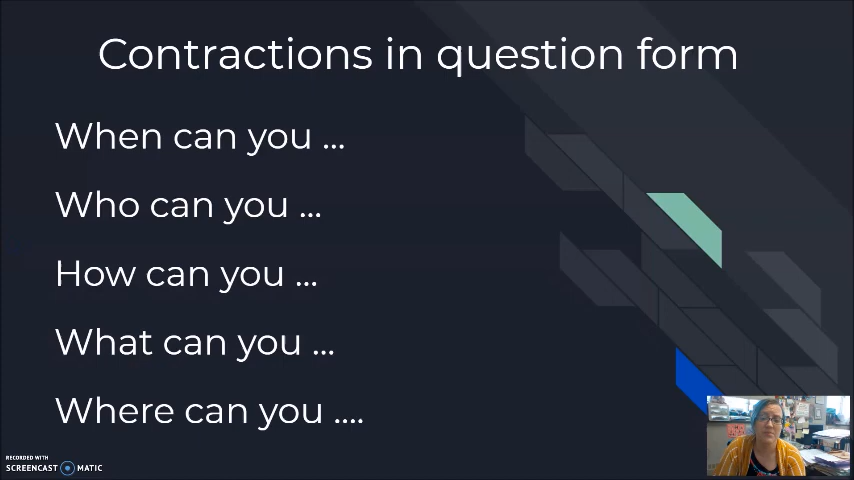 Contractions in question form
When can you ...
Who can you ...
How can you ...
What can you ...
Where can you ....
RECORDED WITH
SCREENCAST MATIC